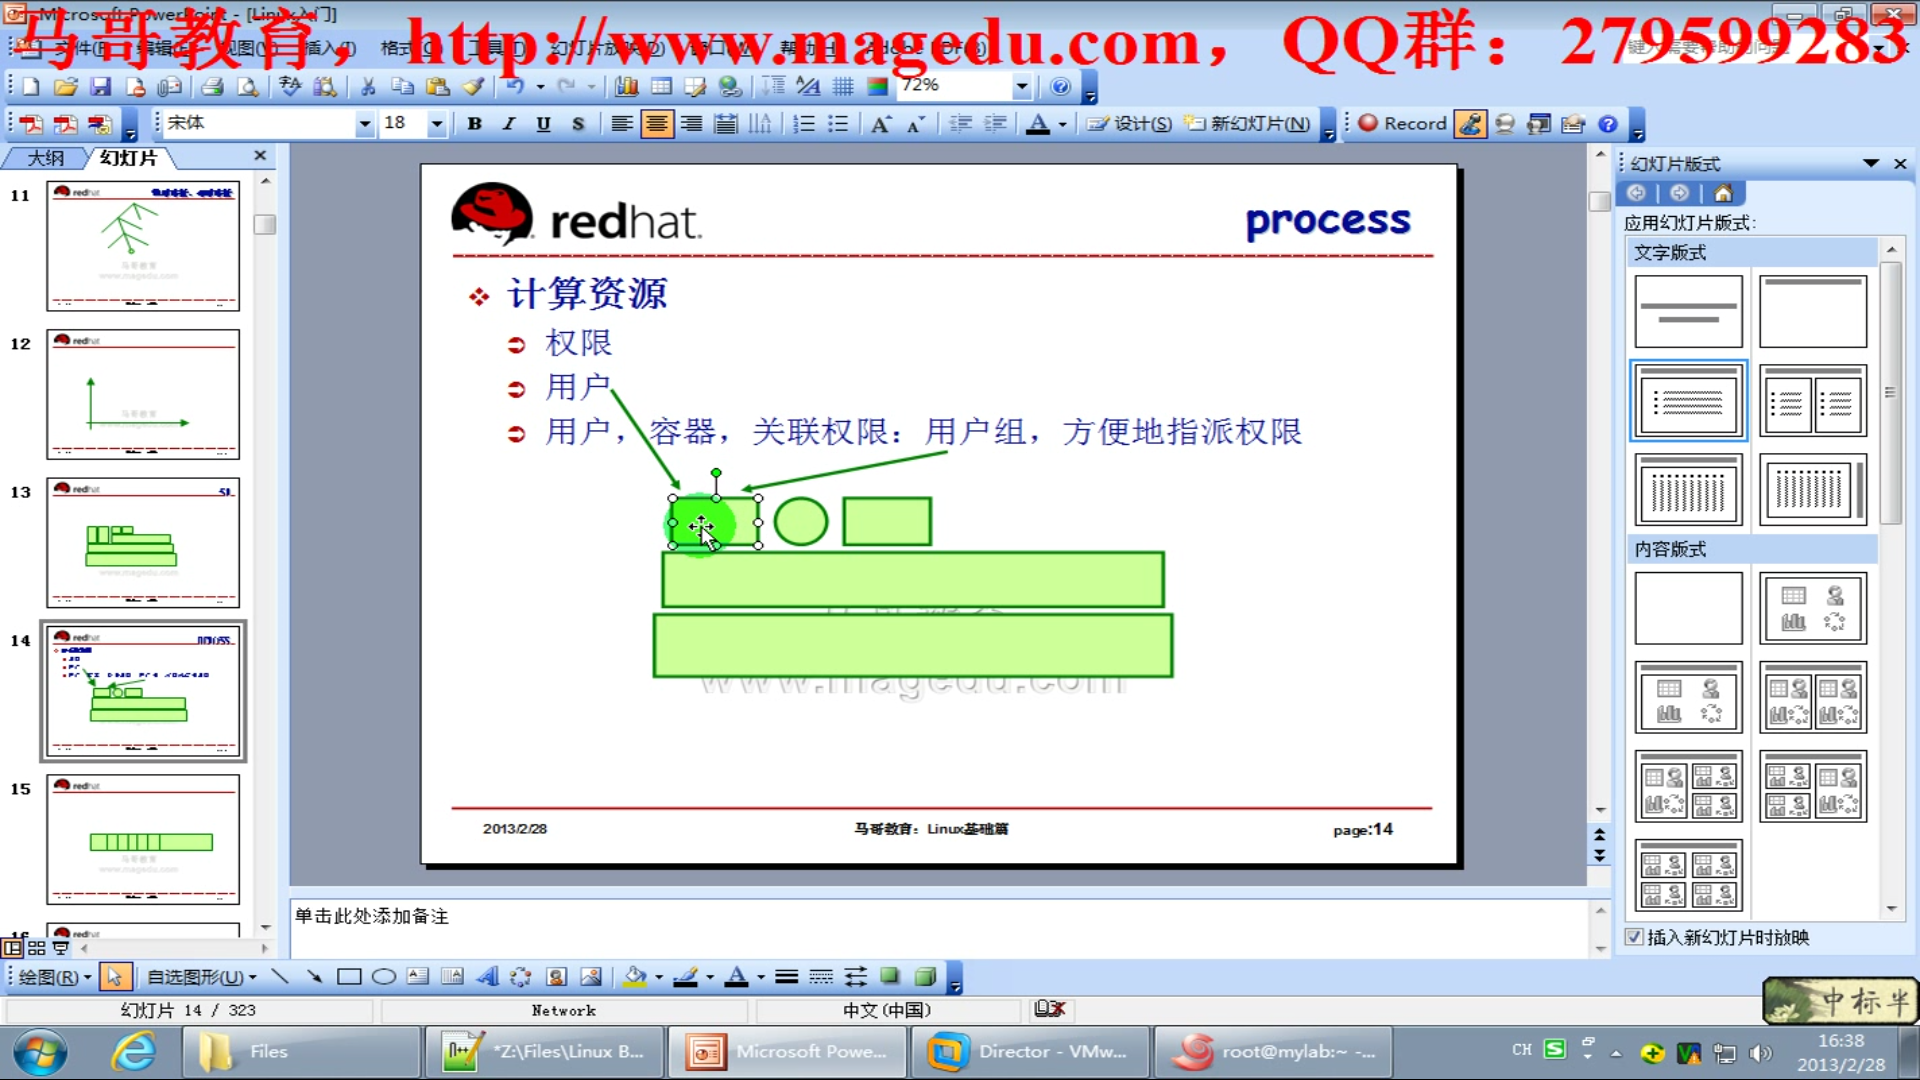 Microsoft PowerPoint - [Linux入门]
马哥教育，http://www.magedu.com，QQ群：279599283
72%
宋体 18 B I U S 设计(S) 新幻灯片(N) Record
大纲 幻灯片
幻灯片版式
应用幻灯片版式:
文字版式
内容版式
插入新幻灯片时放映
11
12
13
14
15
redhat.
process
计算资源
权限
用户
用户，容器，关联权限：用户组，方便地指派权限
www.magedu.com
2013/2/28 马哥教育：Linux基础篇 page:14
单击此处添加备注
绘图(R) 自选图形(U)
幻灯片 14 / 323 Network 中文(中国)
中标半
Files *Z:\Files\Linux B... Microsoft Powe... Director - VMw... root@mylab:~ -...
CH
16:38
2013/2/28